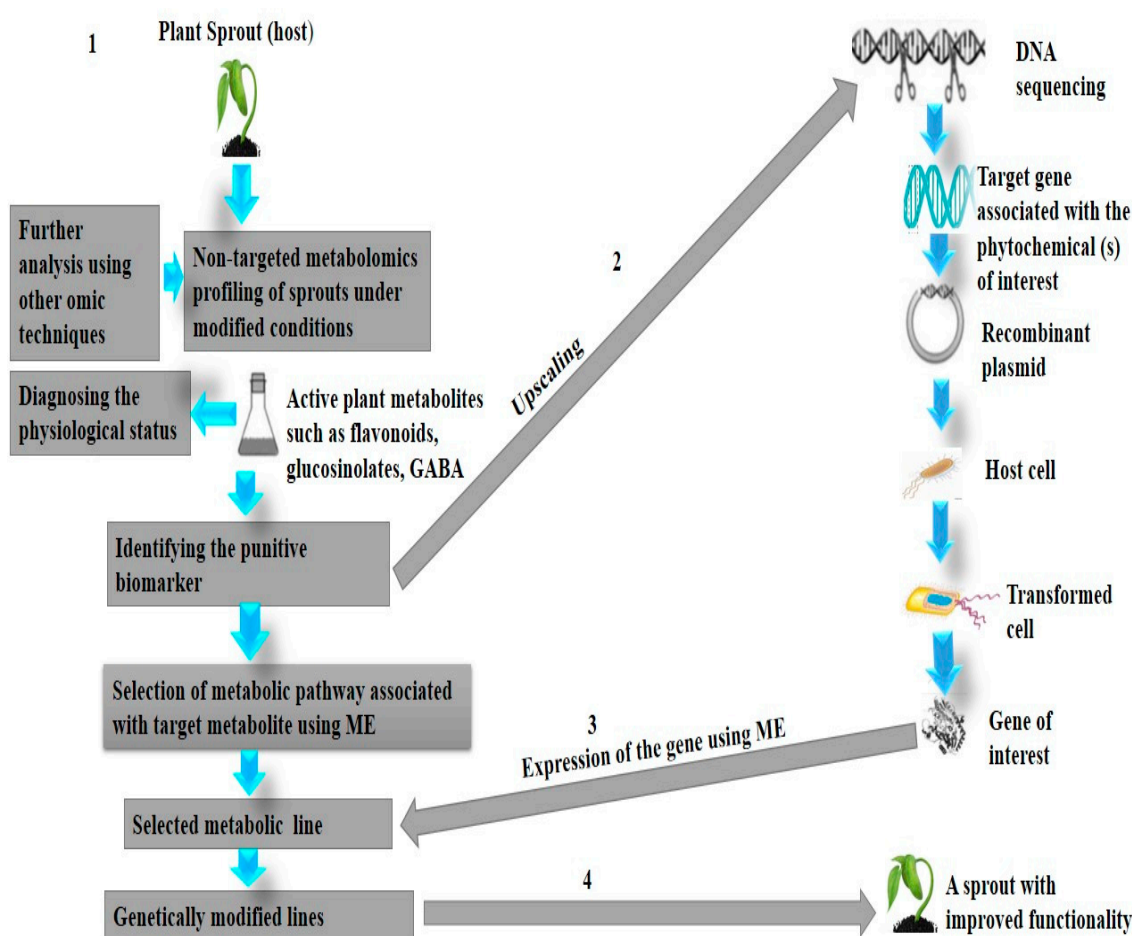 1
Plant Sprout (host)
Further
analysis using
other omic
techniques
Non-targeted metabolomics
profiling of sprouts under
modified conditions
Diagnosing the
physiological status
Active plant metabolites
such as flavonoids,
glucosinolates, GABA
Identifying the punitive
biomarker
Selection of metabolic pathway associated
with target metabolite using ME
Selected metabolic line
Genetically modified lines
2
Upscaling
DNA
sequencing
Target gene
associated with the
phytochemical (s)
of interest
Recombinant
plasmid
Host cell
Transformed
cell
Gene of
interest
3
Expression of the gene using ME
4
A sprout with
improved functionality